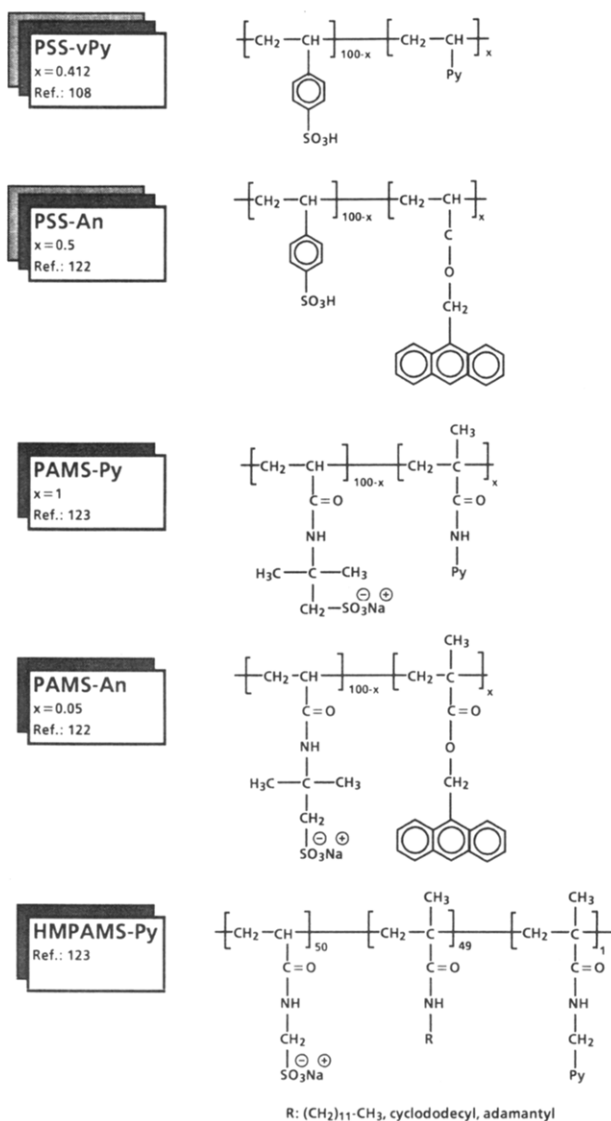 PSS-vPy
x=0.412
Ref.: 108
[CH2-CH]100-x [CH2-CH]x
SO3H
Py
PSS-An
x=0.5
Ref.: 122
[CH2-CH]100-x [CH2-CH]x
C
O
CH2
SO3H
PAMS-Py
x=1
Ref.: 123
CH3
[CH2-CH]100-x [CH2-C]x
C=O C=O
NH NH
H3C-C-CH3 Py
CH2-SO3Na
⊖ ⊕
PAMS-An
x=0.05
Ref.: 122
CH3
[CH2-CH]100-x [CH2-C]x
C=O C=O
NH O
H3C-C-CH3 CH2
CH2
⊖ ⊕
SO3Na
HMPAMS-Py
Ref.: 123
CH3 CH3
[CH2-CH]50 [CH2-C]49 [CH2-C]1
C=O C=O C=O
NH NH NH
CH2 R CH2
⊖ ⊕
SO3Na Py
R: (CH2)11-CH3, cyclododecyl, adamantyl